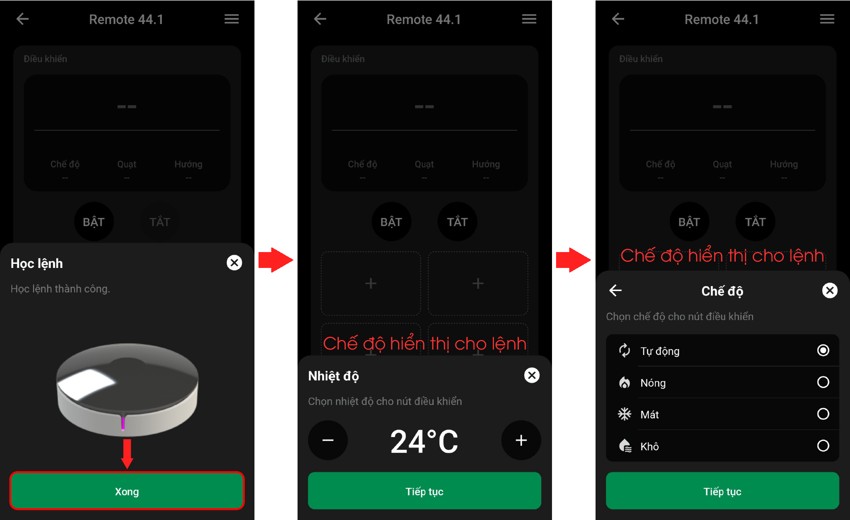 Remote 44.1
Điều khiển
--
Chế độ Quạt Hướng
-- -- --
BẬT TẮT
Học lệnh
Học lệnh thành công.
Xong
Remote 44.1
Điều khiển
--
Chế độ Quạt Hướng
-- -- --
BẬT TẮT
Chế độ hiển thị cho lệnh
Nhiệt độ
Chọn nhiệt độ cho nút điều khiển
24°C
Tiếp tục
Remote 44.1
Điều khiển
--
Chế độ Quạt Hướng
-- -- --
BẬT TẮT
Chế độ hiển thị cho lệnh
Chế độ
Chọn chế độ cho nút điều khiển
Tự động
Nóng
Mát
Khô
Tiếp tục